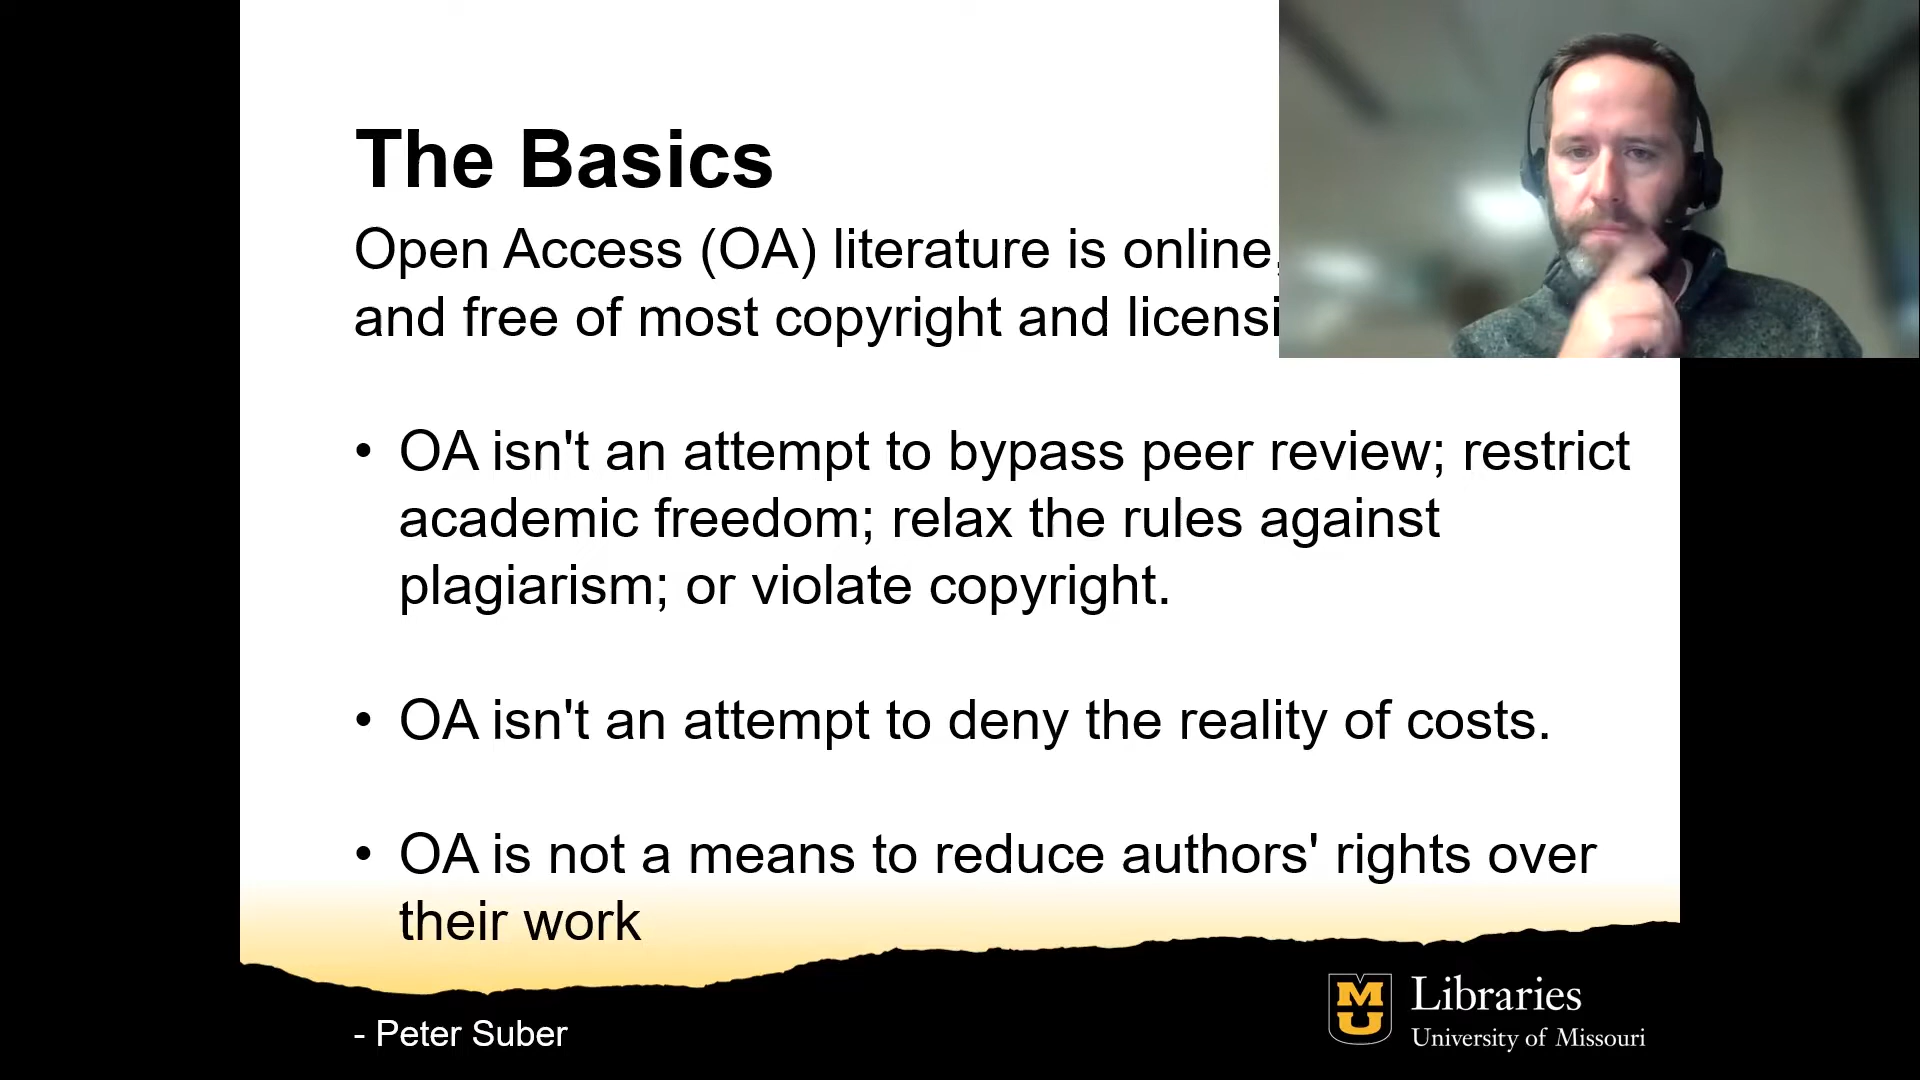 The Basics
Open Access (OA) literature is online,
and free of most copyright and licensi
• OA isn't an attempt to bypass peer review; restrict
academic freedom; relax the rules against
plagiarism; or violate copyright.
• OA isn't an attempt to deny the reality of costs.
• OA is not a means to reduce authors' rights over
their work
- Peter Suber
MU
Libraries
University of Missouri